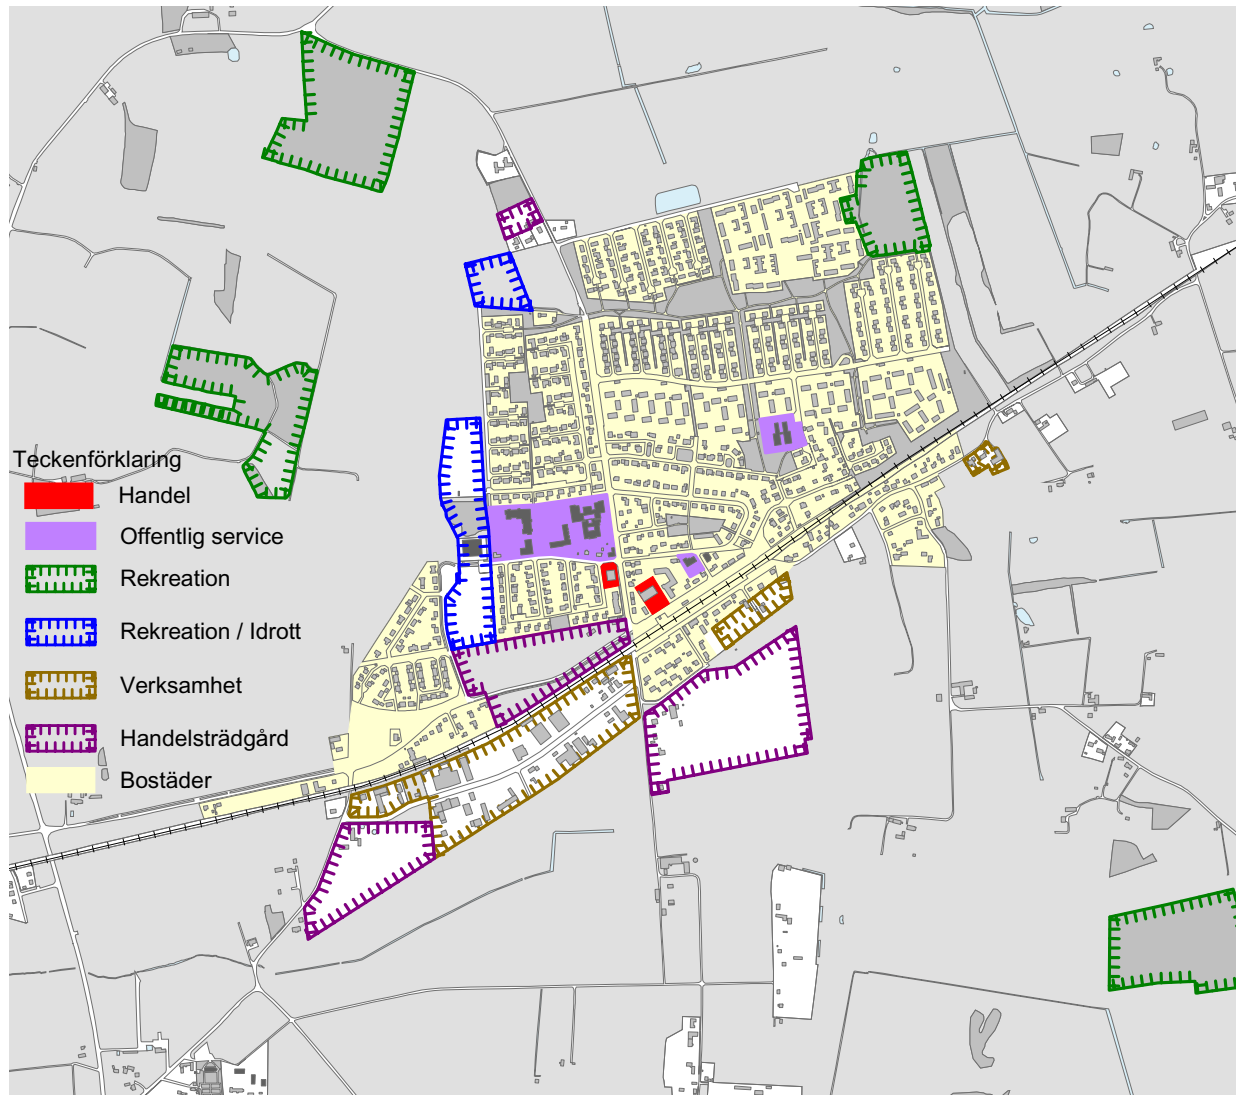 Teckenförklaring
Handel
Offentlig service
Rekreation
Rekreation / Idrott
Verksamhet
Handelsträdgård
Bostäder